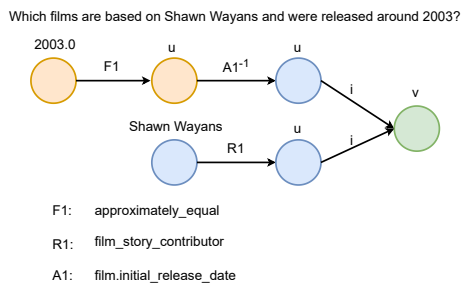 Which films are based on Shawn Wayans and were released around 2003?
2003.0
u
u
F1
A1-1
v
i
Shawn Wayans
u
i
R1
F1: approximately_equal
R1: film_story_contributor
A1: film.initial_release_date